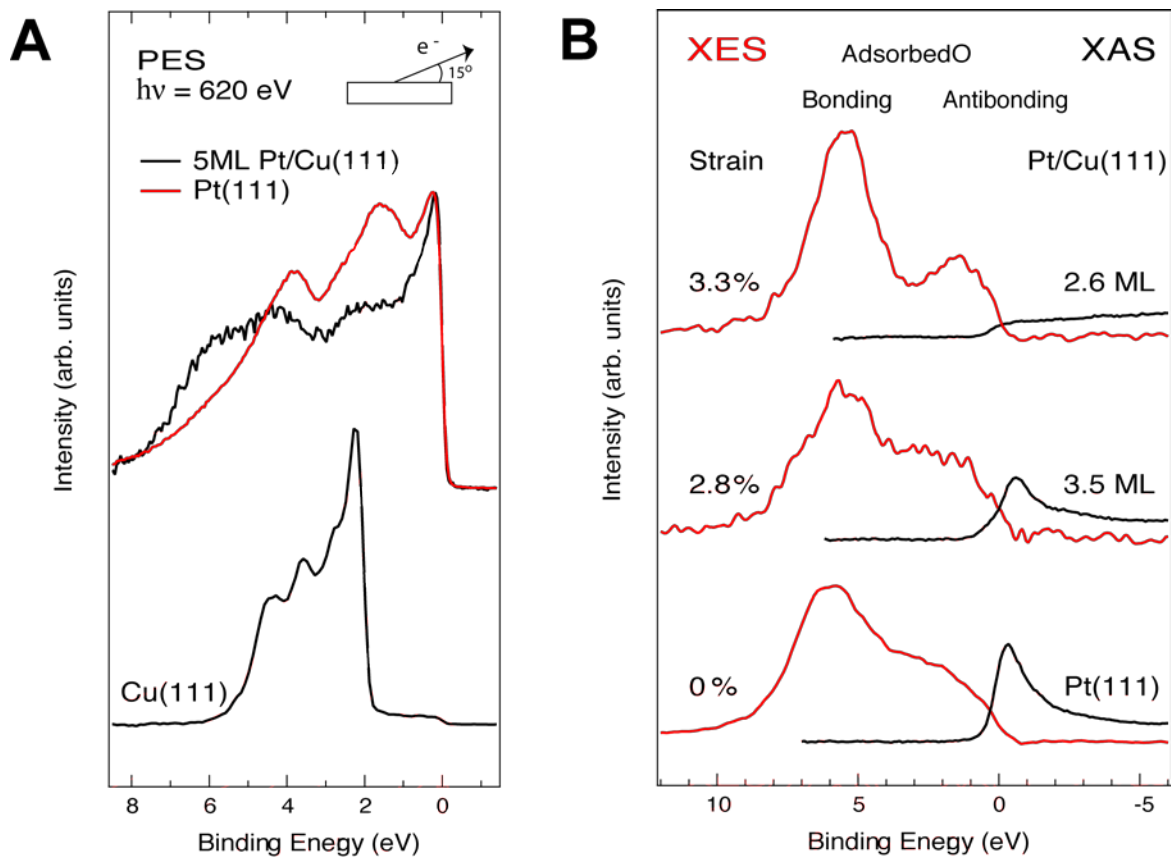 A
PES
hν = 620 eV
e -
15°
5ML Pt/Cu(111)
Pt(111)
Cu(111)
Intensity (arb. units)
8 6 4 2 0
Binding Energy (eV)
B
XES AdsorbedO XAS
Bonding Antibonding
Strain Pt/Cu(111)
3.3% 2.6 ML
2.8% 3.5 ML
0% Pt(111)
Intensity (arb. units)
10 5 0 -5
Binding Energy (eV)